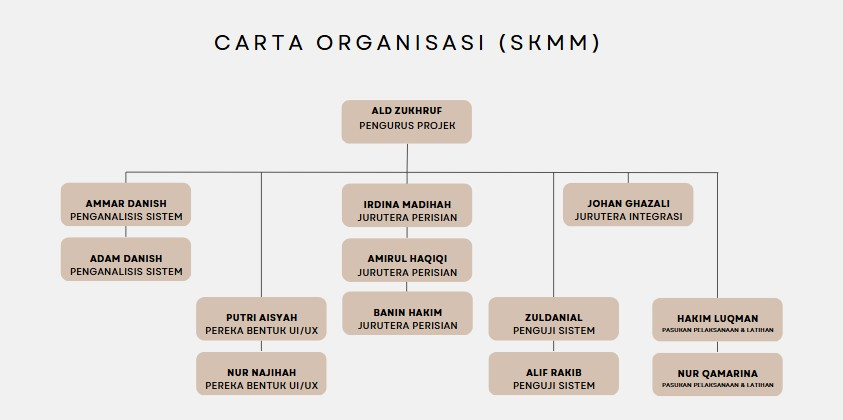 CARTA ORGANISASI (SKMM)
ALD ZUKHRUF
PENGURUS PROJEK
AMMAR DANISH
PENGANALISIS SISTEM
ADAM DANISH
PENGANALISIS SISTEM
PUTRI AISYAH
PEREKA BENTUK UI/UX
NUR NAJIHAH
PEREKA BENTUK UI/UX
IRDINA MADIHAH
JURUTERA PERISIAN
AMIRUL HAQIQI
JURUTERA PERISIAN
BANIN HAKIM
JURUTERA PERISIAN
ZULDANIAL
PENGUJI SISTEM
ALIF RAKIB
PENGUJI SISTEM
JOHAN GHAZALI
JURUTERA INTEGRASI
HAKIM LUQMAN
PASUKAN PELAKSANAAN & LATIHAN
NUR QAMARINA
PASUKAN PELAKSANAAN & LATIHAN